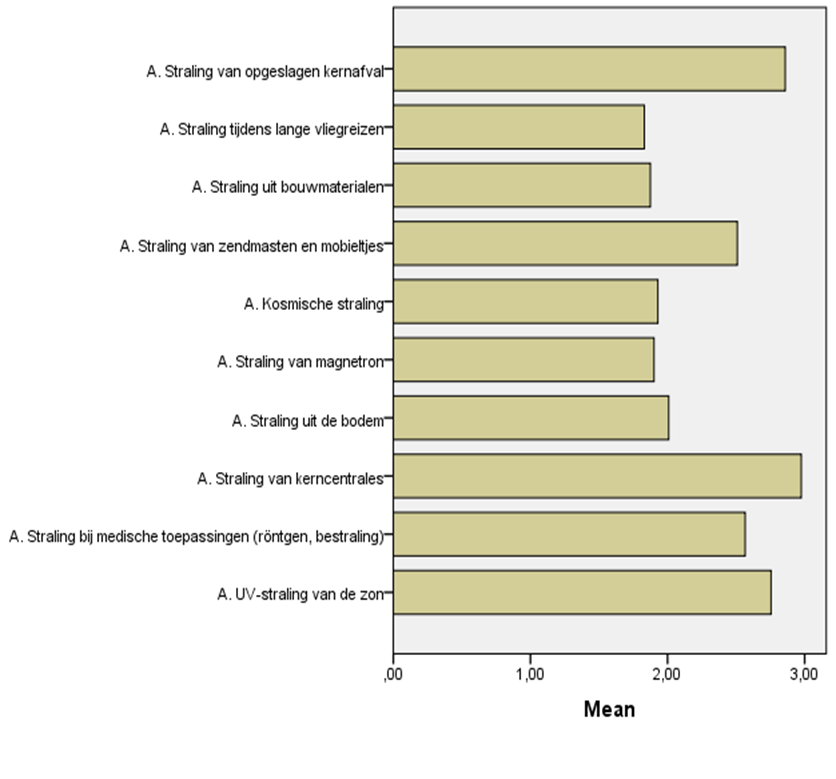 A. Straling van opgeslagen kernafval
A. Straling tijdens lange vliegreizen
A. Straling uit bouwmaterialen
A. Straling van zendmasten en mobieltjes
A. Kosmische straling
A. Straling van magnetron
A. Straling uit de bodem
A. Straling van kerncentrales
A. Straling bij medische toepassingen (röntgen, bestraling)
A. UV-straling van de zon
,00 1,00 2,00 3,00
Mean